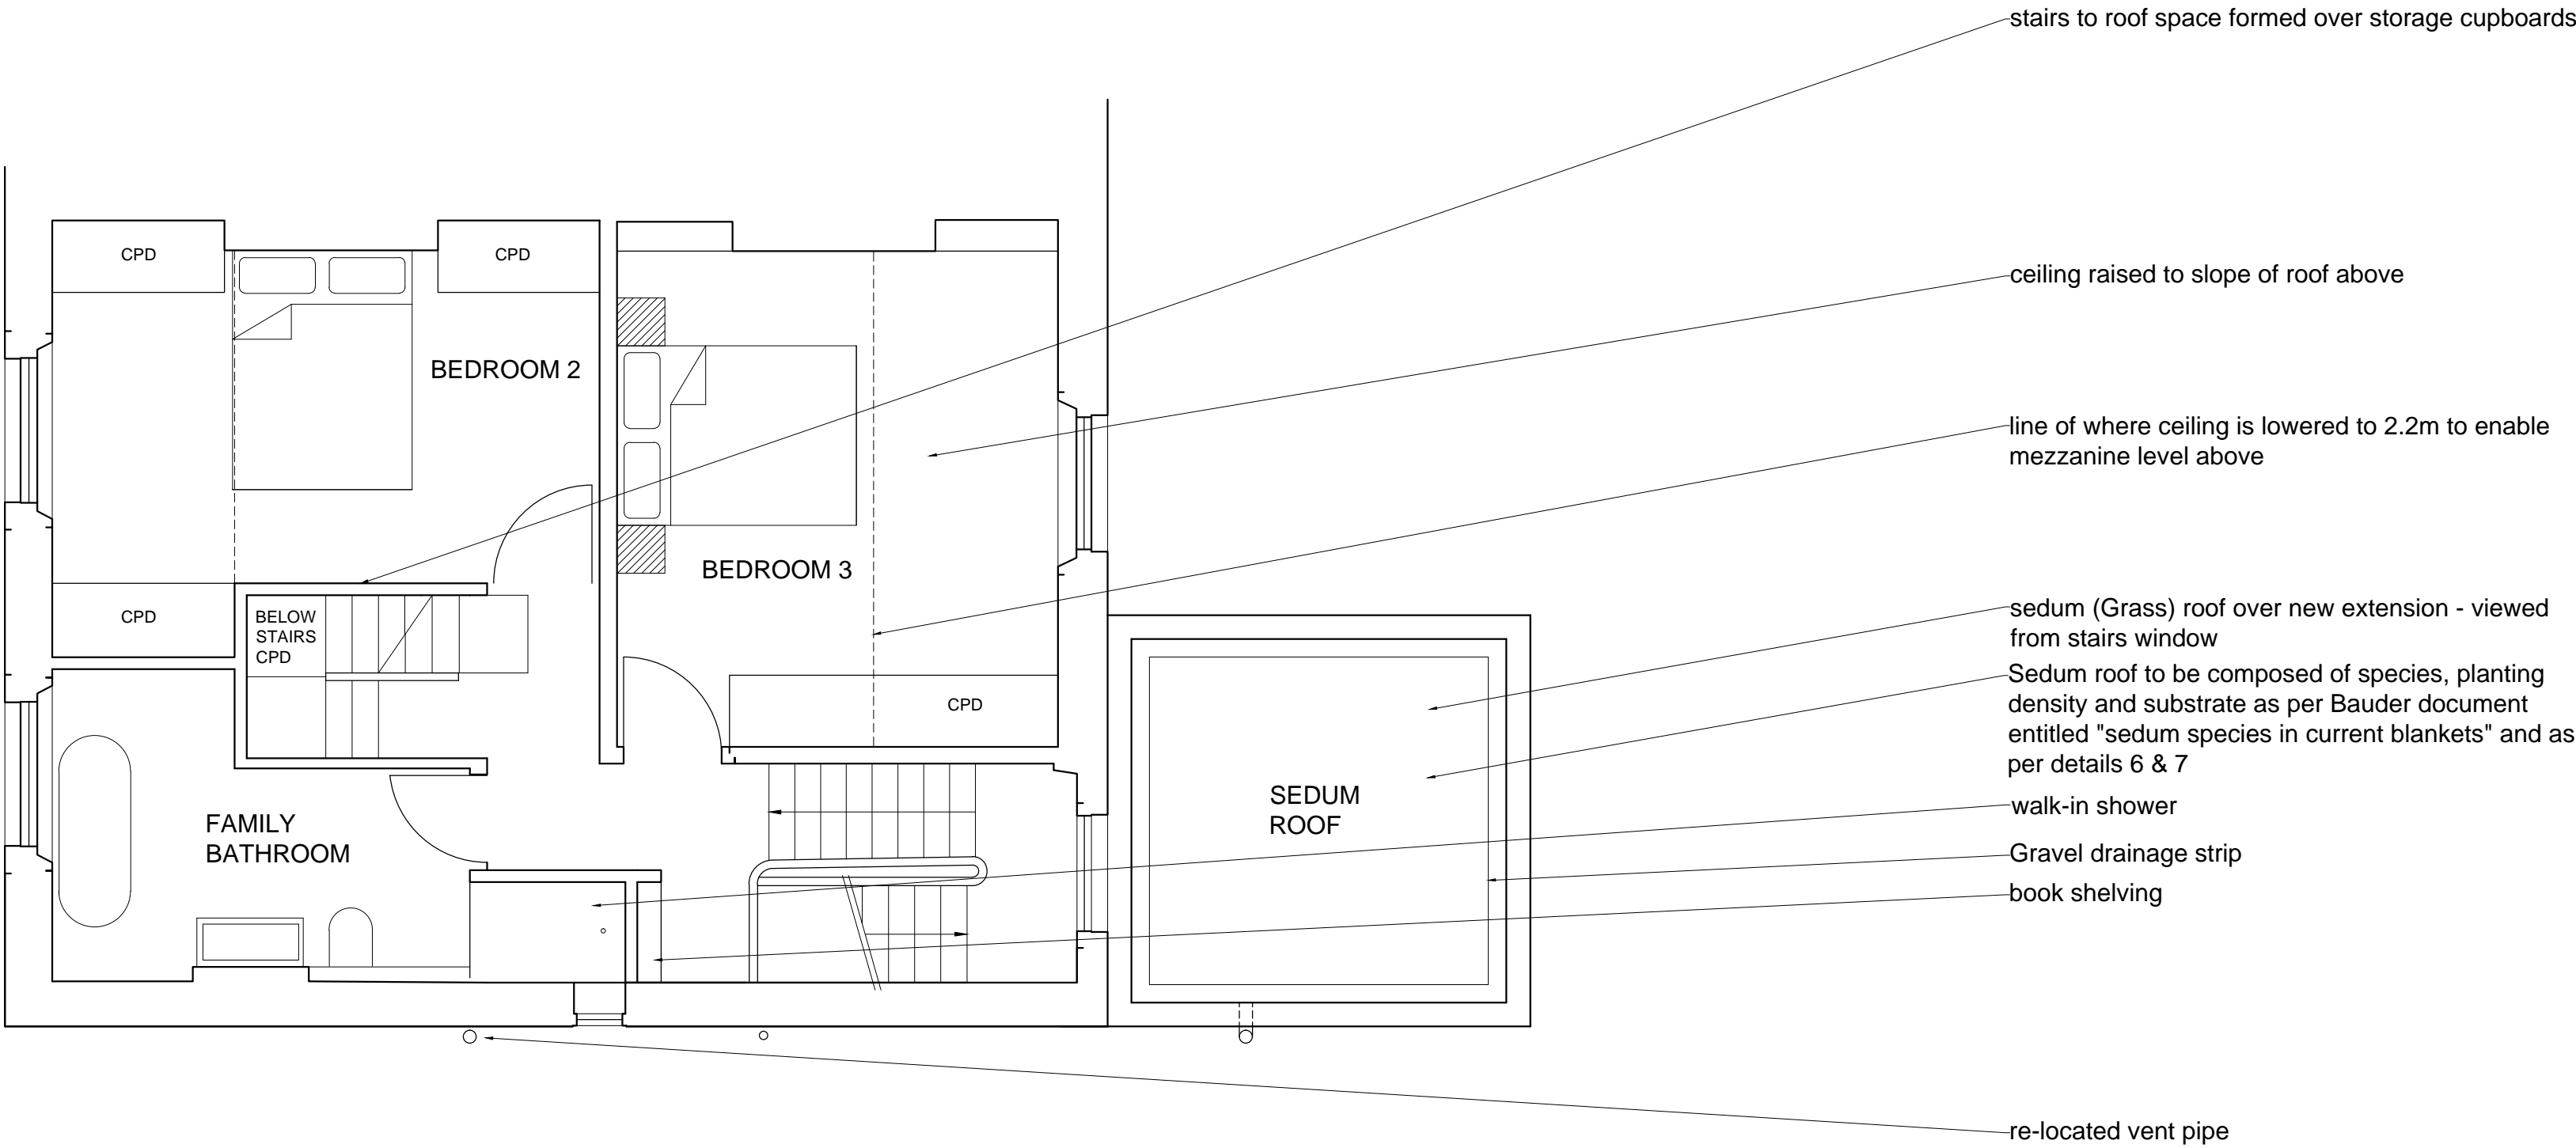 stairs to roof space formed over storage cupboards
CPD
CPD
ceiling raised to slope of roof above
BEDROOM 2
line of where ceiling is lowered to 2.2m to enable
mezzanine level above
BEDROOM 3
CPD
BELOW
STAIRS
CPD
sedum (Grass) roof over new extension - viewed
from stairs window
Sedum roof to be composed of species, planting
density and substrate as per Bauder document
entitled "sedum species in current blankets" and as
per details 6 & 7
CPD
SEDUM
ROOF
FAMILY
BATHROOM
walk-in shower
Gravel drainage strip
book shelving
re-located vent pipe